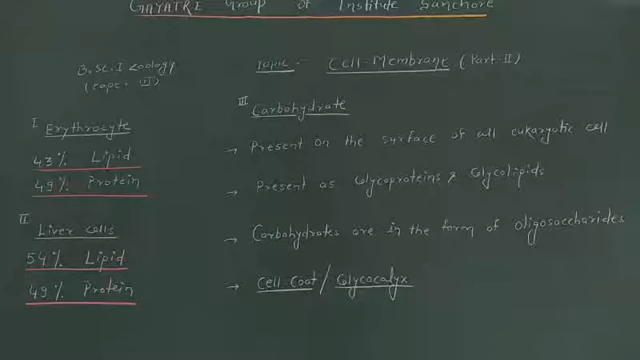 GAYATRI Group of Institute Sanchore
B.Sc. I Zoology
Topic :- Cell-Membrane (Part-II)
(Paper- III)
III Carbohydrate
I Erythrocyte
43% Lipid
49% Protein
→ Present on the surface of all eukaryotic cell
→ Present as Glycoproteins & Glycolipids
II Liver cells
54% Lipid
49% Protein
→ Carbohydrates are in the form of oligosaccharides
→ Cell Coat / Glycocalyx